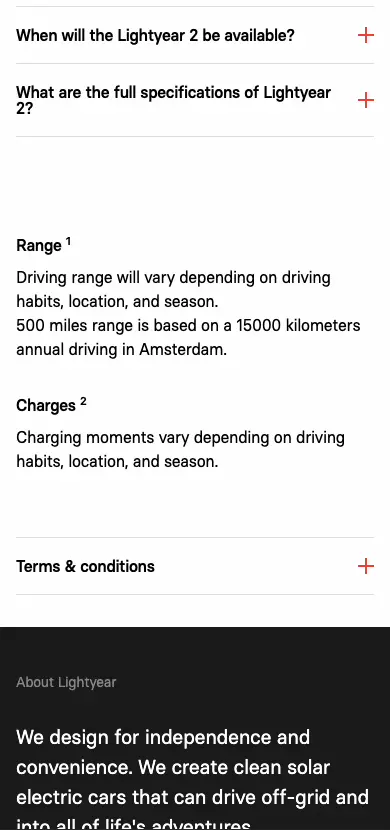 When will the Lightyear 2 be available?
What are the full specifications of Lightyear
2?
Range 1
Driving range will vary depending on driving
habits, location, and season.
500 miles range is based on a 15000 kilometers
annual driving in Amsterdam.
Charges 2
Charging moments vary depending on driving
habits, location, and season.
Terms & conditions
About Lightyear
We design for independence and
convenience. We create clean solar
electric cars that can drive off-grid and
into all of life's adventures.